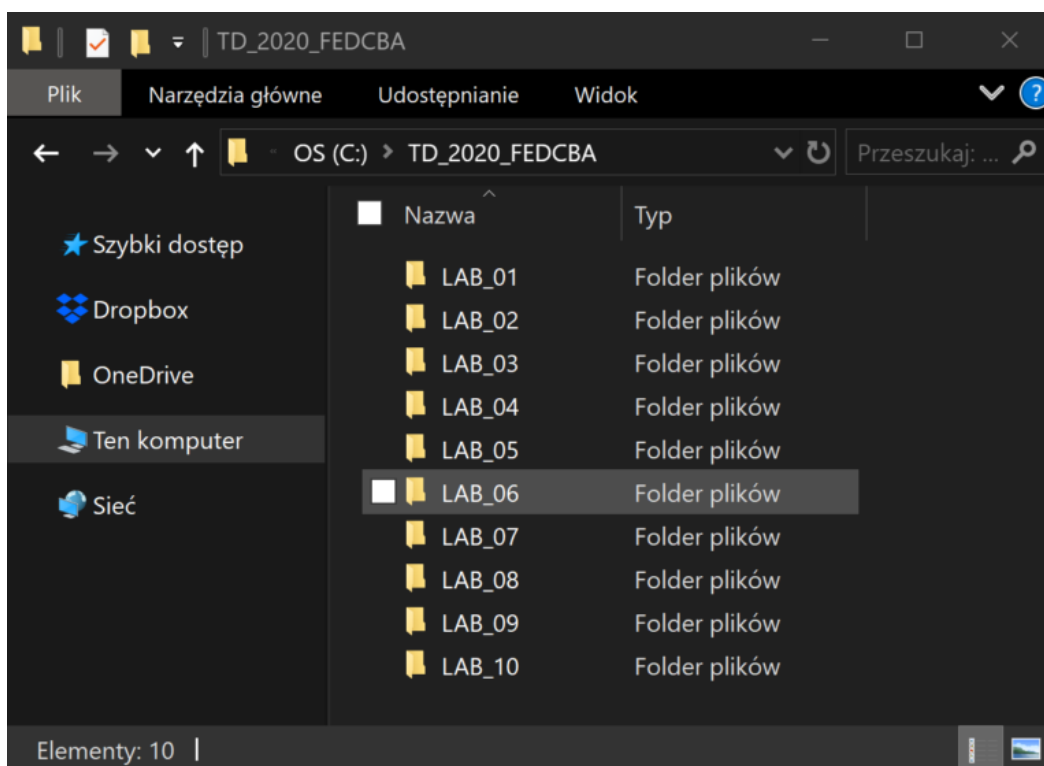 TD_2020_FEDCBA
Plik Narzędzia główne Udostępnianie Widok ?
OS (C:) > TD_2020_FEDCBA Przeszukaj: ...
Nazwa Typ
Szybki dostęp
Dropbox
OneDrive
Ten komputer
Sieć
LAB_01 Folder plików
LAB_02 Folder plików
LAB_03 Folder plików
LAB_04 Folder plików
LAB_05 Folder plików
LAB_06 Folder plików
LAB_07 Folder plików
LAB_08 Folder plików
LAB_09 Folder plików
LAB_10 Folder plików
Elementy: 10